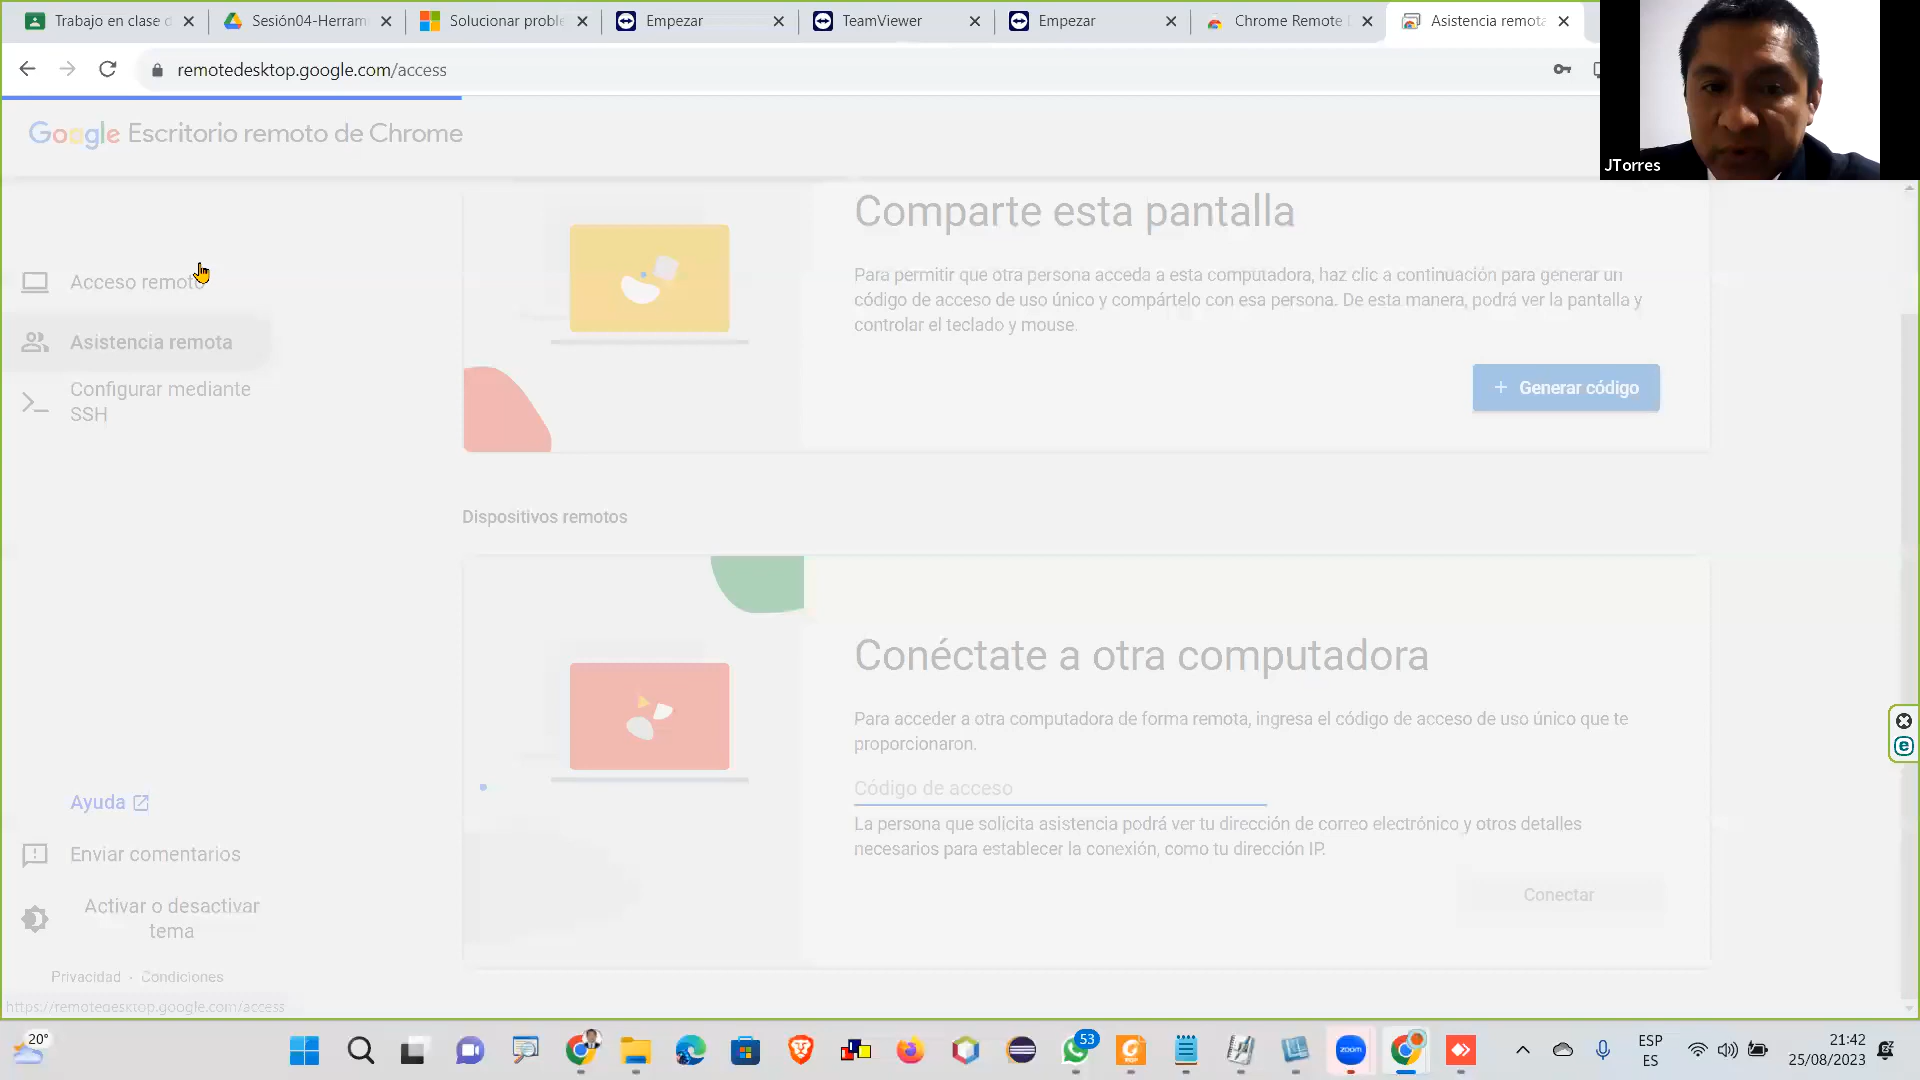 Trabajo en clase d
Sesión04-Herram
Solucionar proble
Empezar
TeamViewer
Empezar
Chrome Remote D
Asistencia remota
remotedesktop.google.com/access
Google Escritorio remoto de Chrome
JTorres
Acceso remoto
Asistencia remota
Configurar mediante
SSH
Comparte esta pantalla
Para permitir que otra persona acceda a esta computadora, haz clic a continuación para generar un
código de acceso de uso único y compártelo con esa persona. De esta manera, podrá ver la pantalla y
controlar el teclado y mouse.
+ Generar código
Dispositivos remotos
Conéctate a otra computadora
Para acceder a otra computadora de forma remota, ingresa el código de acceso de uso único que te
proporcionaron.
Código de acceso
La persona que solicita asistencia podrá ver tu dirección de correo electrónico y otros detalles
necesarios para establecer la conexión, como tu dirección IP.
Conectar
Ayuda
Enviar comentarios
Activar o desactivar
tema
Privacidad · Condiciones
https://remotedesktop.google.com/access
20°
53
zoom
ESP
ES
21:42
25/08/2023